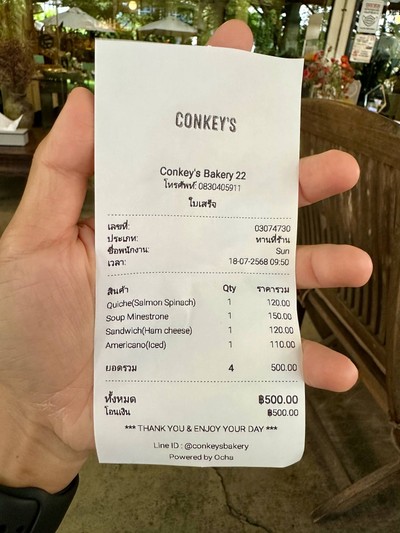 CONKEY'S
Conkey's Bakery 22
โทรศัพท์: 0830405911
ใบเสร็จ
เลขที่: 03074730
ประเภท: ทานที่ร้าน
ชื่อพนักงาน: Sun
เวลา: 18-07-2568 09:50
สินค้า Qty ราคารวม
Quiche(Salmon Spinach) 1 120.00
Soup Minestrone 1 150.00
Sandwich(Ham cheese) 1 120.00
Americano(Iced) 1 110.00
ยอดรวม 4 500.00
ทั้งหมด ฿500.00
โอนเงิน ฿500.00
*** THANK YOU & ENJOY YOUR DAY ***
Line ID : @conkeysbakery
Powered by Ocha